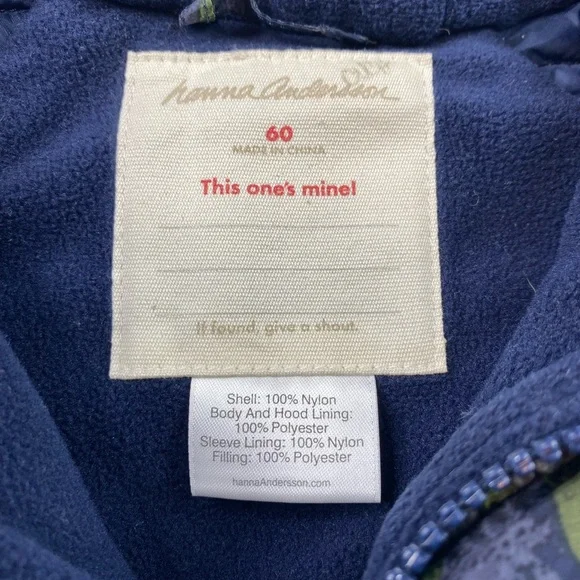 hanna andersson
60
MADE IN CHINA
This one's mine!
If found, give a shout.
Shell: 100% Nylon
Body And Hood Lining:
100% Polyester
Sleeve Lining: 100% Nylon
Filling: 100% Polyester
hannaAndersson.com